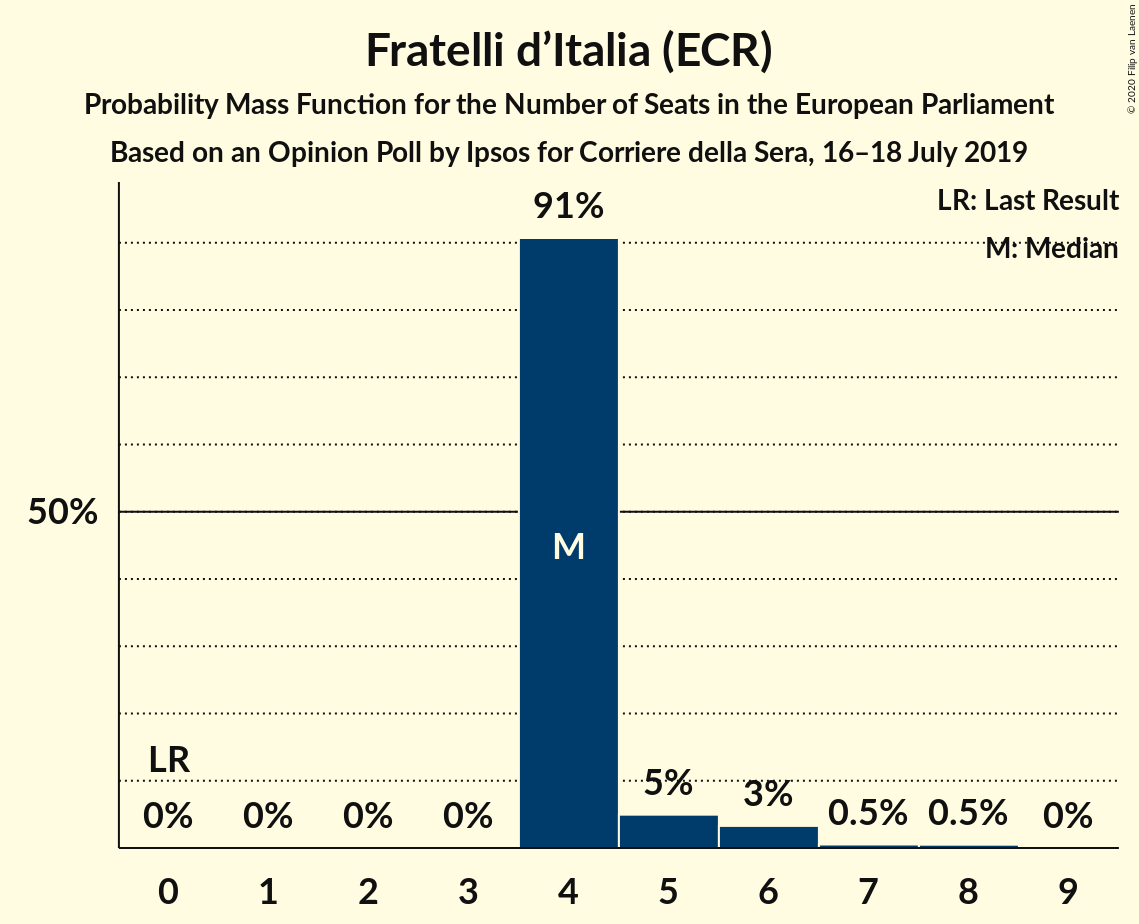 Fratelli d’Italia (ECR)
Probability Mass Function for the Number of Seats in the European Parliament
Based on an Opinion Poll by Ipsos for Corriere della Sera, 16–18 July 2019
© 2020 Filip van Laenen
LR: Last Result
M: Median
91%
50%
M
LR
0% 0% 0% 0% 5% 3% 0.5% 0.5% 0%
0 1 2 3 4 5 6 7 8 9